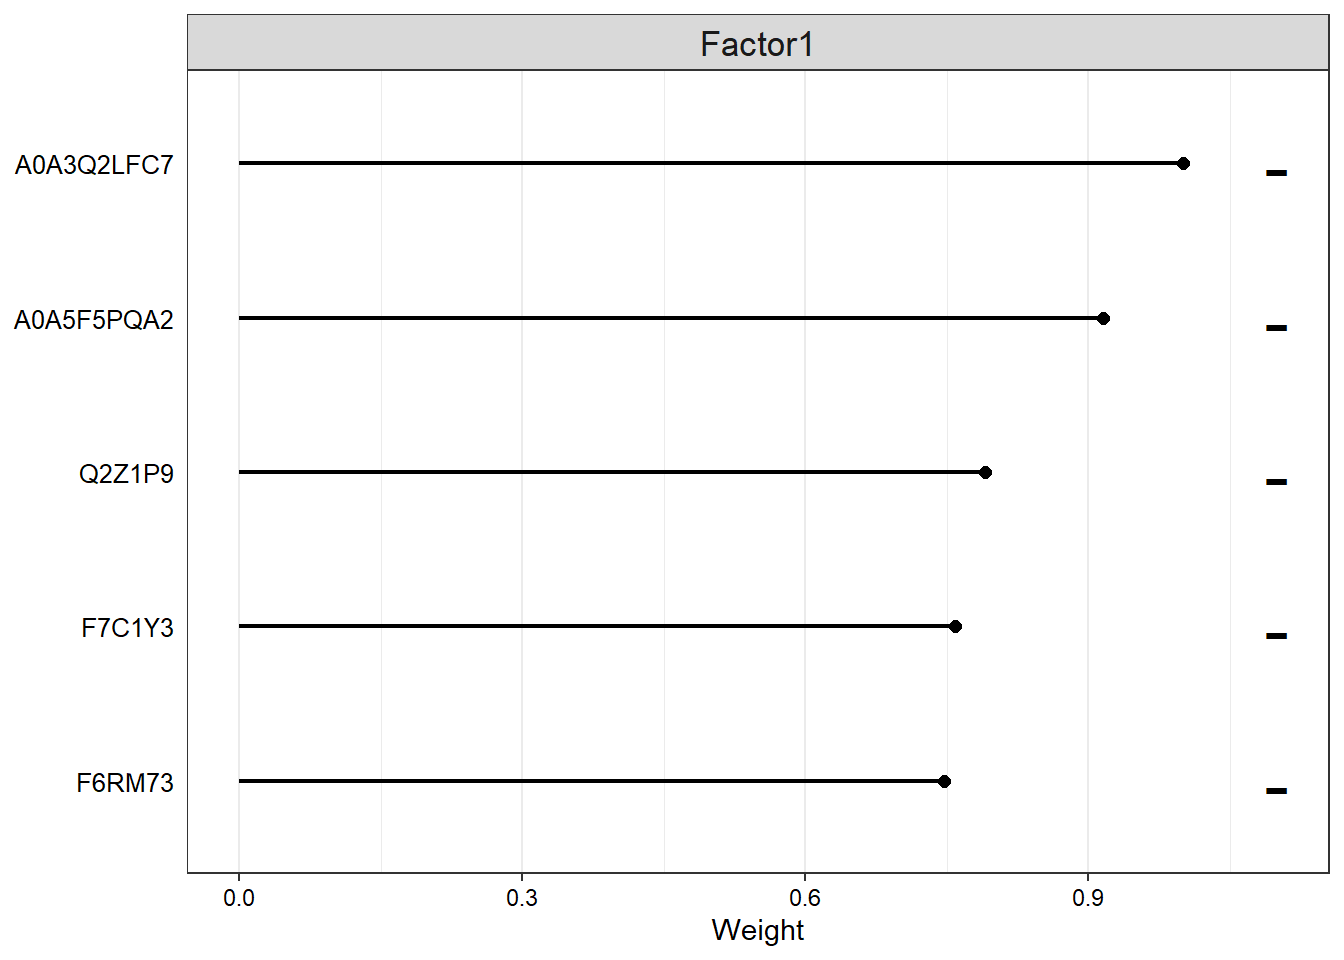 Factor1
A0A3Q2LFC7 -
A0A5F5PQA2 -
Q2Z1P9 -
F7C1Y3 -
F6RM73 -
0.0 0.3 0.6 0.9
Weight